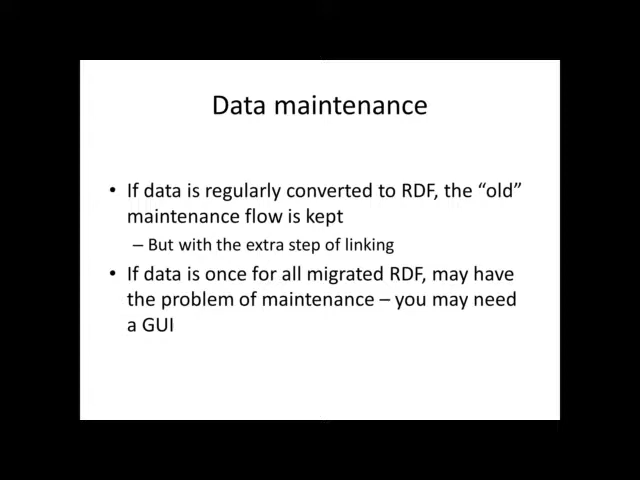 Data maintenance
• If data is regularly converted to RDF, the “old”
maintenance flow is kept
– But with the extra step of linking
• If data is once for all migrated RDF, may have
the problem of maintenance – you may need
a GUI